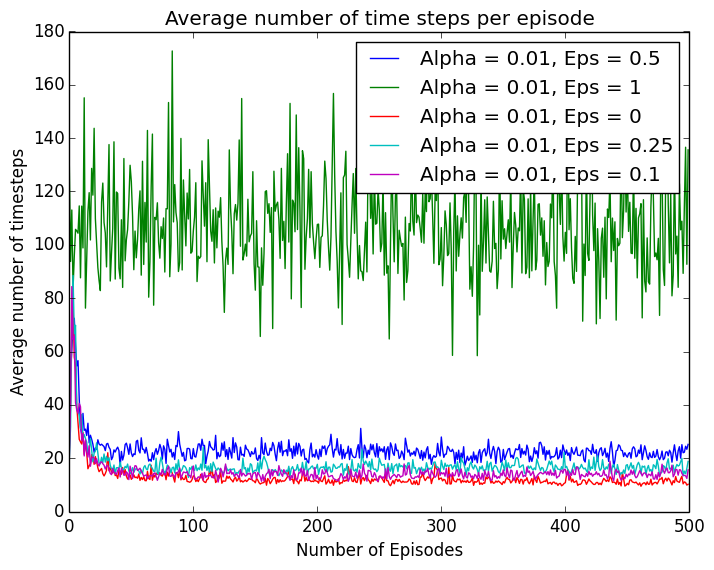 Average number of time steps per episode
Average number of timesteps
180
160
140
120
100
80
60
40
20
0
Alpha = 0.01, Eps = 0.5
Alpha = 0.01, Eps = 1
Alpha = 0.01, Eps = 0
Alpha = 0.01, Eps = 0.25
Alpha = 0.01, Eps = 0.1
0 100 200 300 400 500
Number of Episodes